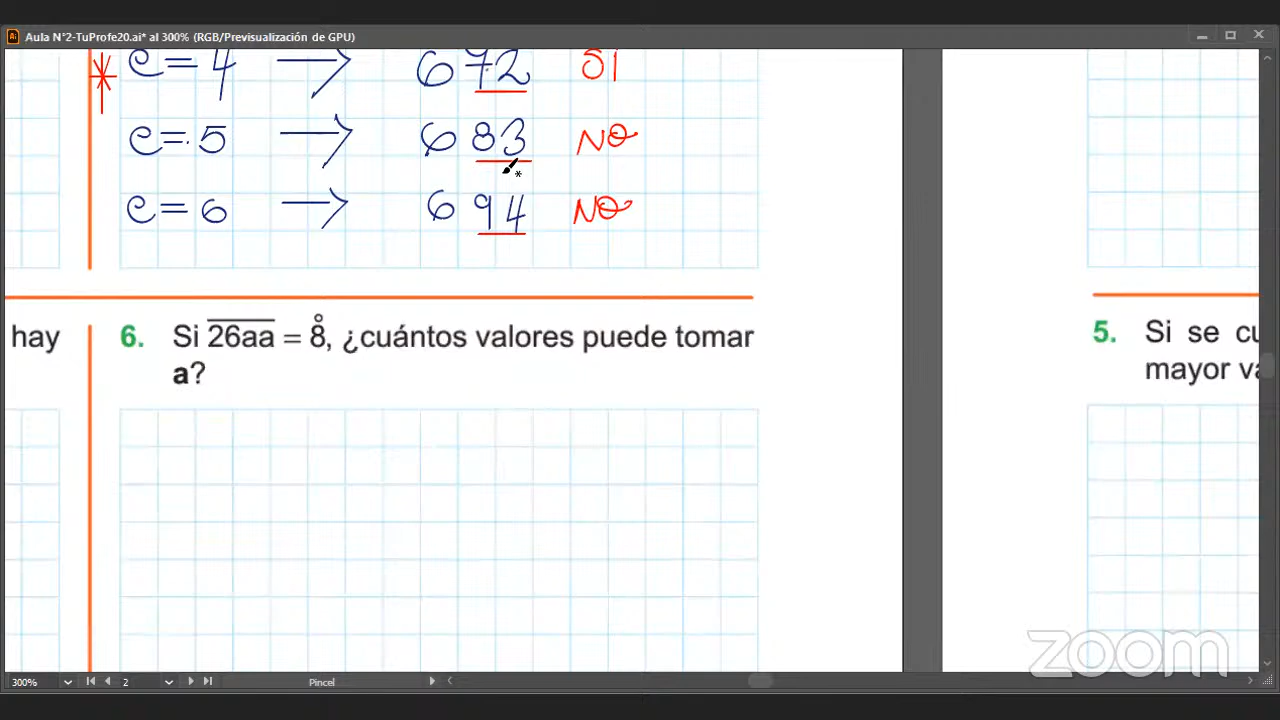 Aula N°2-TuProfe20.ai* al 300% (RGB/Previsualización de GPU)
e=4 → 672 SI
e=5 → 683 NO
e=6 → 694 NO
hay
6. Si 26aa = 8̊, ¿cuántos valores puede tomar
a?
5. Si se cu
mayor va
zoom
300% 2 Pincel